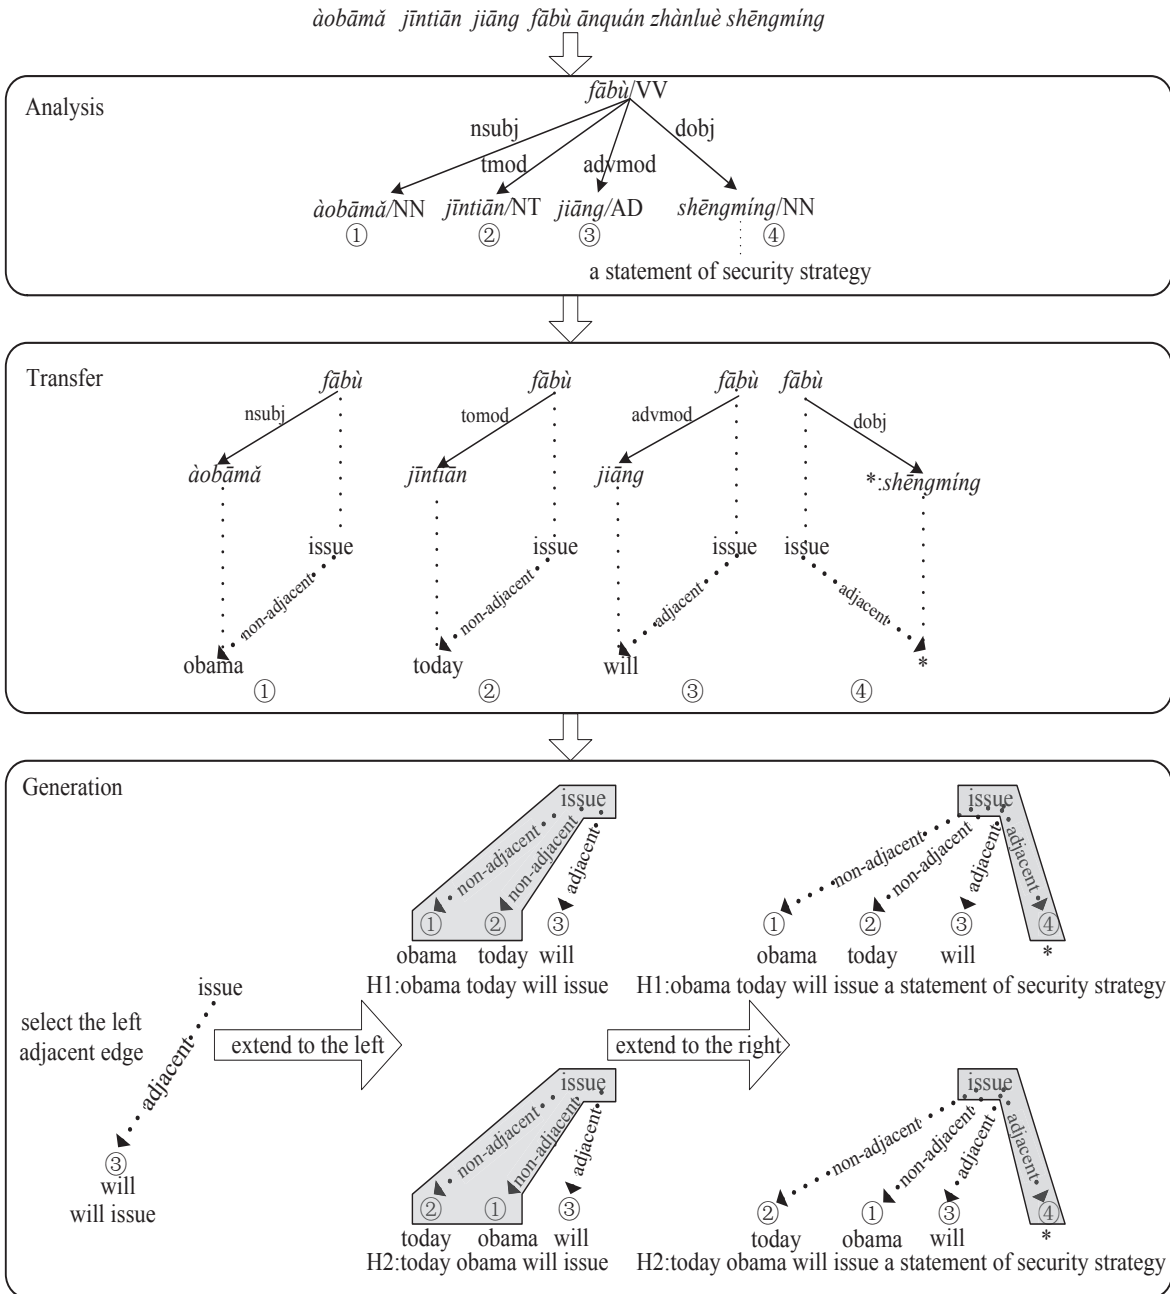 àobāmǎ jīntiān jiāng fābù ānquán zhànluè shēngmíng
Analysis
fābù/VV
nsubj
tmod
advmod
dobj
àobāmǎ/NN jīntiān/NT jiāng/AD shēngmíng/NN
① ② ③ ④
a statement of security strategy
Transfer
fābù fābù fābù fābù
nsubj tomod advmod dobj
àobāmǎ jīntiān jiāng *:shēngmíng
issue issue issue issue
non-adjacent non-adjacent adjacent adjacent
obama today will *
① ② ③ ④
Generation
issue
non-adjacent non-adjacent adjacent
① ② ③
obama today will
H1:obama today will issue
issue
non-adjacent non-adjacent adjacent adjacent
① ② ③ ④
obama today will *
H1:obama today will issue a statement of security strategy
select the left
adjacent edge
issue
adjacent
③
will
will issue
extend to the left
extend to the right
issue
non-adjacent non-adjacent adjacent
② ① ③
today obama will
H2:today obama will issue
issue
non-adjacent non-adjacent adjacent adjacent
② ① ③ ④
today obama will *
H2:today obama will issue a statement of security strategy